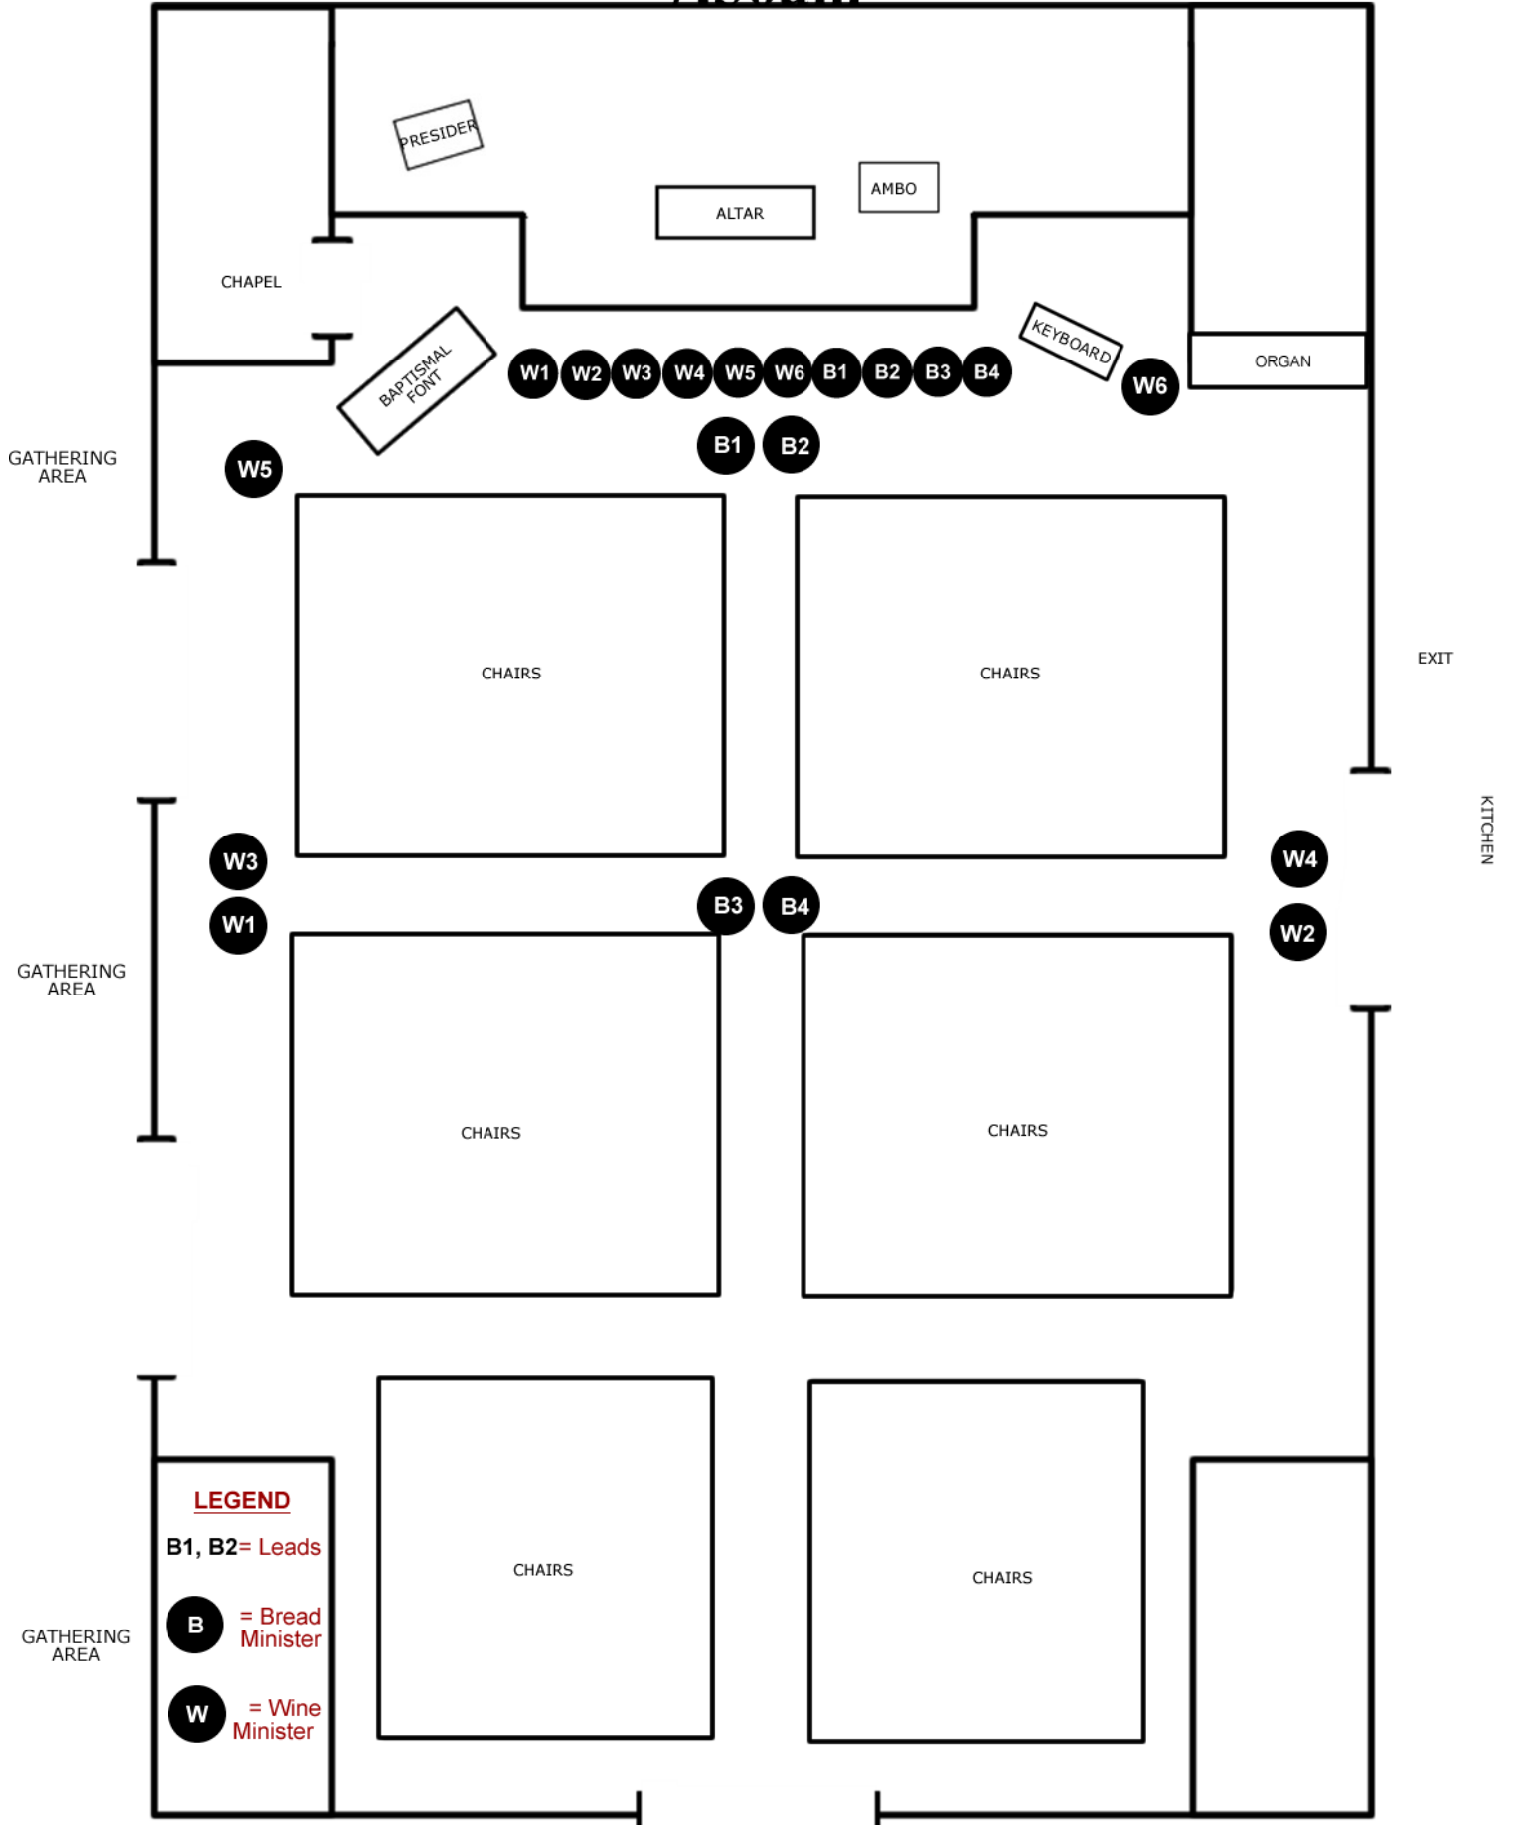 PRESIDER
AMBO
ALTAR
CHAPEL
KEYBOARD
BAPTISMAL
FONT
ORGAN
W1 W2 W3 W4 W5 W6 B1 B2 B3 B4
W6
B1 B2
W5
GATHERING
AREA
CHAIRS
CHAIRS
EXIT
KITCHEN
W3
W4
B3 B4
W1
W2
GATHERING
AREA
CHAIRS
CHAIRS
LEGEND
B1, B2= Leads
B = Bread
Minister
W = Wine
Minister
GATHERING
AREA
CHAIRS
CHAIRS